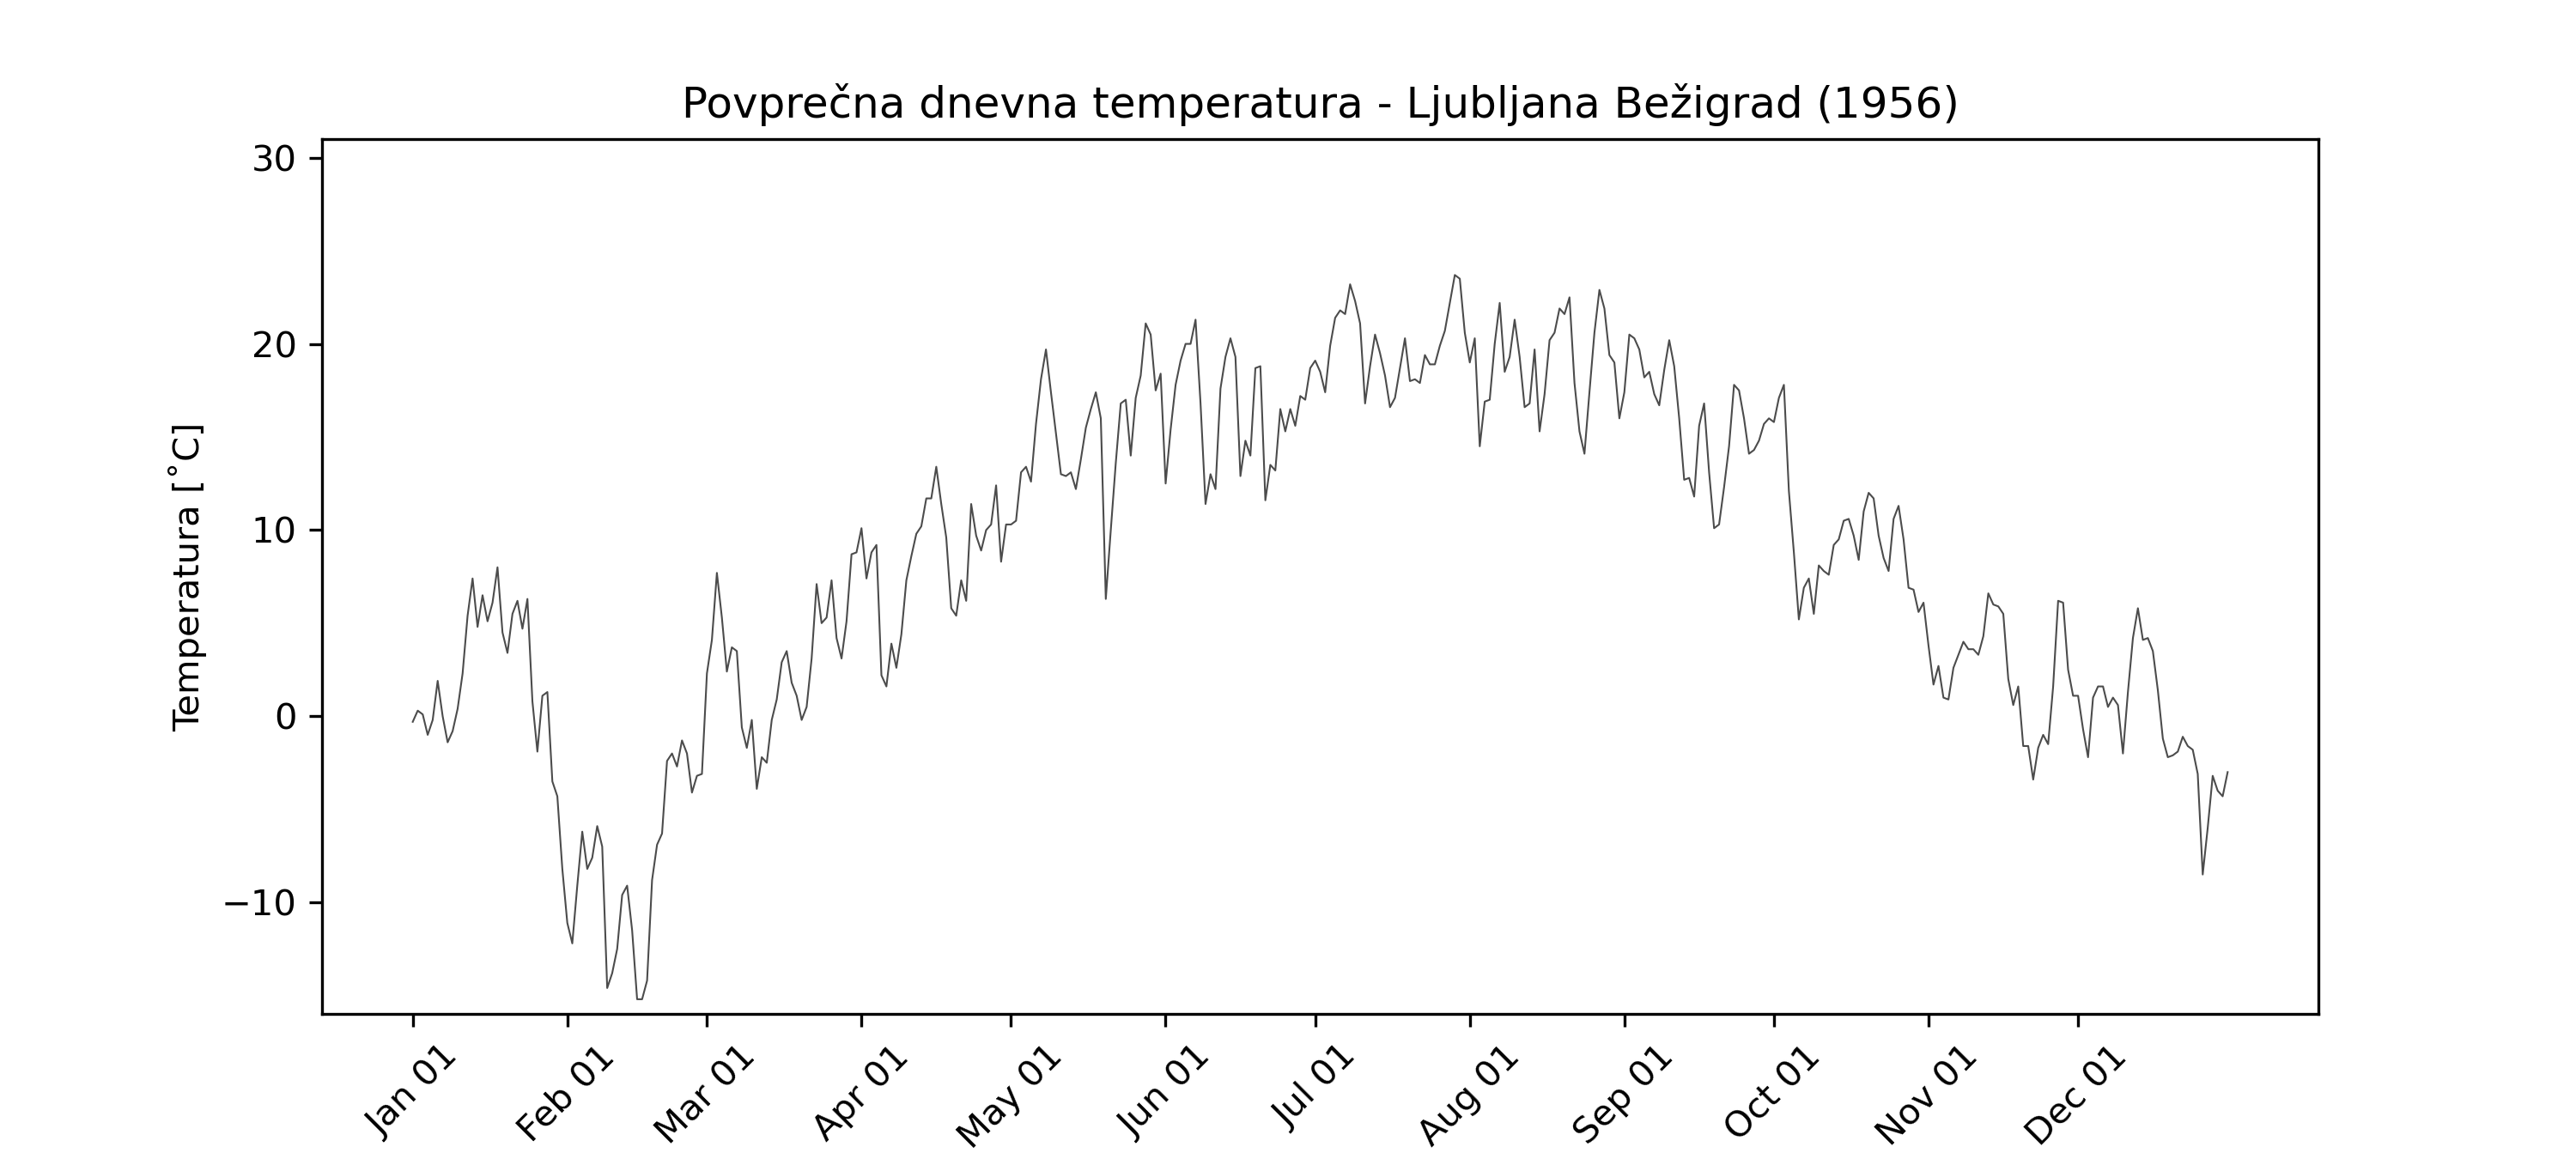 Povprečna dnevna temperatura - Ljubljana Bežigrad (1956)
Temperatura [°C]
30
20
10
0
−10
Jan 01
Feb 01
Mar 01
Apr 01
May 01
Jun 01
Jul 01
Aug 01
Sep 01
Oct 01
Nov 01
Dec 01